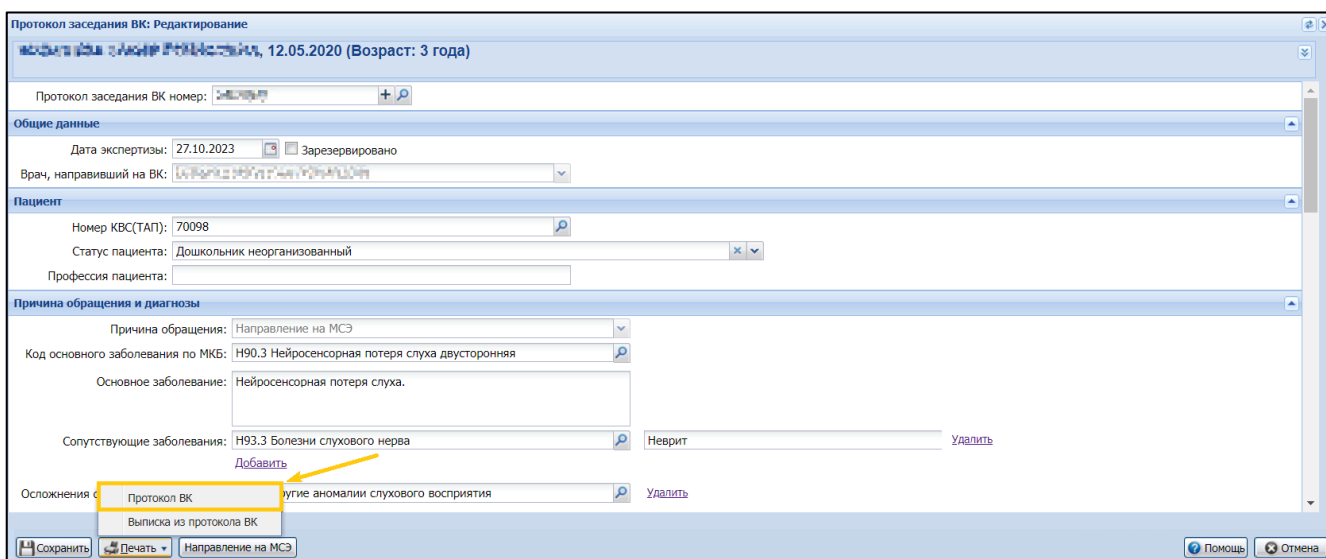 Протокол заседания ВК: Редактирование
, 12.05.2020 (Возраст: 3 года)
Протокол заседания ВК номер:
Общие данные
Дата экспертизы: 27.10.2023 Зарезервировано
Врач, направивший на ВК:
Пациент
Номер КВС(ТАП): 70098
Статус пациента: Дошкольник неорганизованный
Профессия пациента:
Причина обращения и диагнозы
Причина обращения: Направление на МСЭ
Код основного заболевания по МКБ: H90.3 Нейросенсорная потеря слуха двусторонняя
Основное заболевание: Нейросенсорная потеря слуха.
Сопутствующие заболевания: H93.3 Болезни слухового нерва Неврит Удалить
Добавить
Осложнения аномалии слухового восприятия Удалить
Протокол ВК
Выписка из протокола ВК
Сохранить Печать Направление на МСЭ Помощь Отмена